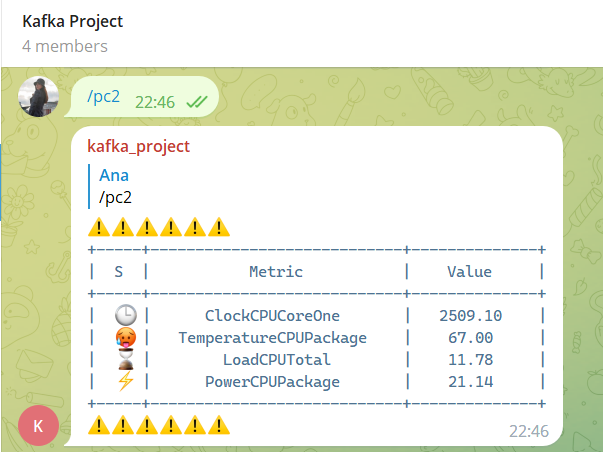 Kafka Project
4 members
/pc2 22:46
kafka_project
Ana
/pc2
⚠️⚠️⚠️⚠️⚠️⚠️
+-----+--------------------------+-------------+
| S | Metric | Value |
+-----+--------------------------+-------------+
| 🕒 | ClockCPUCoreOne | 2509.10 |
| 🥵 | TemperatureCPUPackage | 67.00 |
| ⌛ | LoadCPUTotal | 11.78 |
| ⚡ | PowerCPUPackage | 21.14 |
+-----+--------------------------+-------------+
⚠️⚠️⚠️⚠️⚠️⚠️
K
22:46